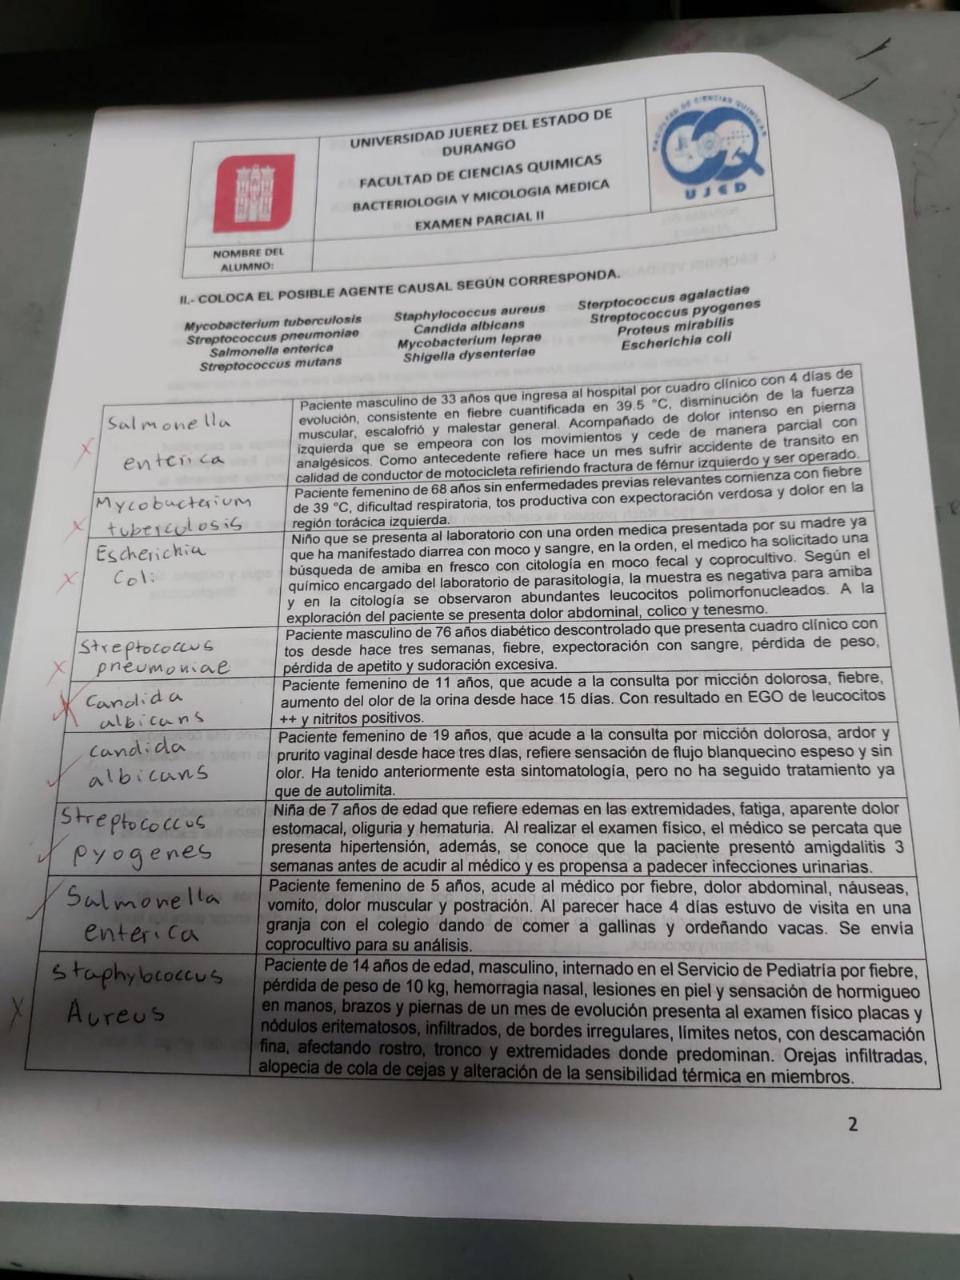 UNIVERSIDAD JUEREZ DEL ESTADO DE
DURANGO
FACULTAD DE CIENCIAS QUIMICAS
BACTERIOLOGIA Y MICOLOGIA MEDICA
EXAMEN PARCIAL II
FACULTAD DE CIENCIAS QUIMICAS
UJED
NOMBRE DEL
ALUMNO:
II.- COLOCA EL POSIBLE AGENTE CAUSAL SEGÚN CORRESPONDA.
Mycobacterium tuberculosis
Streptococcus pneumoniae
Salmonella enterica
Streptococcus mutans
Staphylococcus aureus
Candida albicans
Mycobacterium leprae
Shigella dysenteriae
Sterptococcus agalactiae
Streptococcus pyogenes
Proteus mirabilis
Escherichia coli
Salmonella
enterica
Paciente masculino de 33 años que ingresa al hospital por cuadro clínico con 4 días de
evolución, consistente en fiebre cuantificada en 39.5 °C, disminución de la fuerza
muscular, escalofrió y malestar general. Acompañado de dolor intenso en pierna
izquierda que se empeora con los movimientos y cede de manera parcial con
analgésicos. Como antecedente refiere hace un mes sufrir accidente de transito en
calidad de conductor de motocicleta refiriendo fractura de fémur izquierdo y ser operado.
Mycobacterium
tuberculosis
Paciente femenino de 68 años sin enfermedades previas relevantes comienza con fiebre
de 39 °C, dificultad respiratoria, tos productiva con expectoración verdosa y dolor en la
región torácica izquierda.
Escherichia
Coli
Niño que se presenta al laboratorio con una orden medica presentada por su madre ya
que ha manifestado diarrea con moco y sangre, en la orden, el medico ha solicitado una
búsqueda de amiba en fresco con citología en moco fecal y coprocultivo. Según el
químico encargado del laboratorio de parasitología, la muestra es negativa para amiba
y en la citología se observaron abundantes leucocitos polimorfonucleados. A la
exploración del paciente se presenta dolor abdominal, colico y tenesmo.
Streptococcus
pneumoniae
Paciente masculino de 76 años diabético descontrolado que presenta cuadro clínico con
tos desde hace tres semanas, fiebre, expectoración con sangre, pérdida de peso,
pérdida de apetito y sudoración excesiva.
Candida
albicans
Paciente femenino de 11 años, que acude a la consulta por micción dolorosa, fiebre,
aumento del olor de la orina desde hace 15 días. Con resultado en EGO de leucocitos
++ y nitritos positivos.
Candida
albicans
Paciente femenino de 19 años, que acude a la consulta por micción dolorosa, ardor y
prurito vaginal desde hace tres días, refiere sensación de flujo blanquecino espeso y sin
olor. Ha tenido anteriormente esta sintomatología, pero no ha seguido tratamiento ya
que de autolimita.
Streptococcus
pyogenes
Niña de 7 años de edad que refiere edemas en las extremidades, fatiga, aparente dolor
estomacal, oliguria y hematuria. Al realizar el examen físico, el médico se percata que
presenta hipertensión, además, se conoce que la paciente presentó amigdalitis 3
semanas antes de acudir al médico y es propensa a padecer infecciones urinarias.
Salmonella
enterica
Paciente femenino de 5 años, acude al médico por fiebre, dolor abdominal, náuseas,
vomito, dolor muscular y postración. Al parecer hace 4 días estuvo de visita en una
granja con el colegio dando de comer a gallinas y ordeñando vacas. Se envía
coprocultivo para su análisis.
Staphylococcus
Aureus
Paciente de 14 años de edad, masculino, internado en el Servicio de Pediatría por fiebre,
pérdida de peso de 10 kg, hemorragia nasal, lesiones en piel y sensación de hormigueo
en manos, brazos y piernas de un mes de evolución presenta al examen físico placas y
nódulos eritematosos, infiltrados, de bordes irregulares, límites netos, con descamación
fina, afectando rostro, tronco y extremidades donde predominan. Orejas infiltradas,
alopecia de cola de cejas y alteración de la sensibilidad térmica en miembros.
2